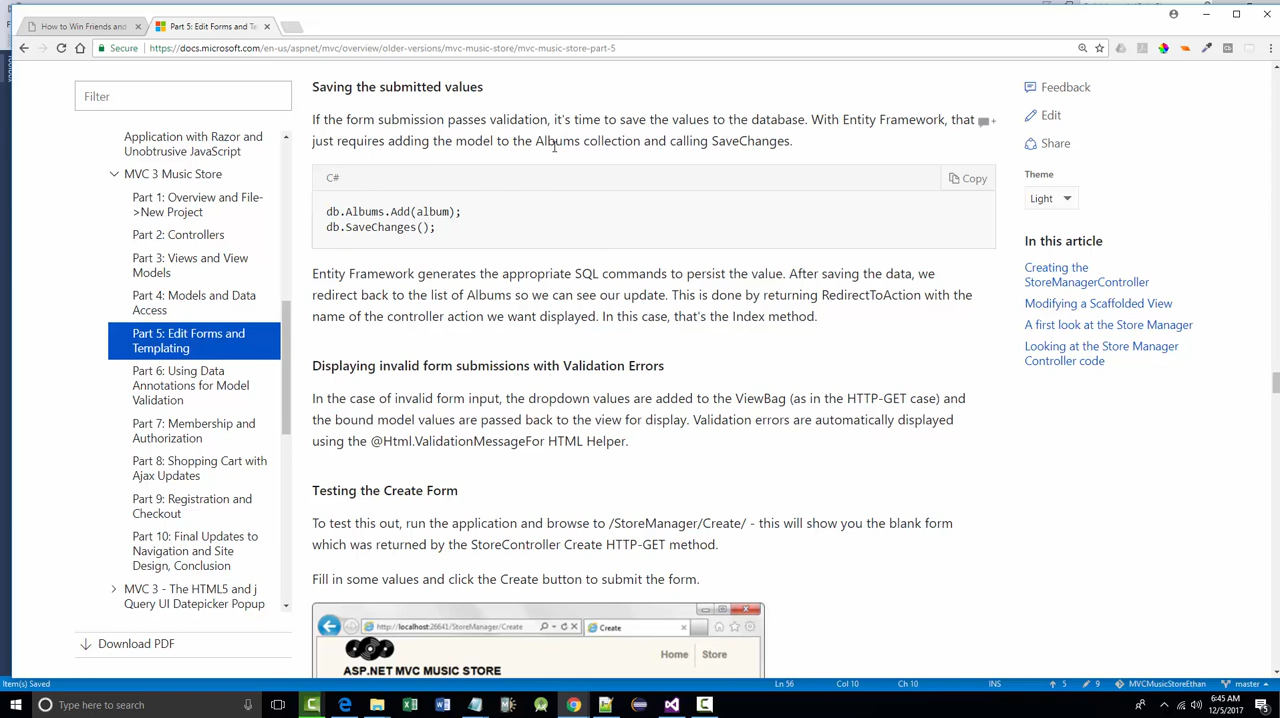 How to Win Friends and
Part 5: Edit Forms and Te
Secure
https://docs.microsoft.com/en-us/aspnet/mvc/overview/older-versions/mvc-music-store/mvc-music-store-part-5
Filter
Application with Razor and
Unobtrusive JavaScript
MVC 3 Music Store
Part 1: Overview and File-
>New Project
Part 2: Controllers
Part 3: Views and View
Models
Part 4: Models and Data
Access
Part 5: Edit Forms and
Templating
Part 6: Using Data
Annotations for Model
Validation
Part 7: Membership and
Authorization
Part 8: Shopping Cart with
Ajax Updates
Part 9: Registration and
Checkout
Part 10: Final Updates to
Navigation and Site
Design, Conclusion
MVC 3 - The HTML5 and j
Query UI Datepicker Popup
Download PDF
Saving the submitted values
If the form submission passes validation, it's time to save the values to the database. With Entity Framework, that
just requires adding the model to the Albums collection and calling SaveChanges.
C#
Copy
db.Albums.Add(album);
db.SaveChanges();
Entity Framework generates the appropriate SQL commands to persist the value. After saving the data, we
redirect back to the list of Albums so we can see our update. This is done by returning RedirectToAction with the
name of the controller action we want displayed. In this case, that's the Index method.
Displaying invalid form submissions with Validation Errors
In the case of invalid form input, the dropdown values are added to the ViewBag (as in the HTTP-GET case) and
the bound model values are passed back to the view for display. Validation errors are automatically displayed
using the @Html.ValidationMessageFor HTML Helper.
Testing the Create Form
To test this out, run the application and browse to /StoreManager/Create/ - this will show you the blank form
which was returned by the StoreController Create HTTP-GET method.
Fill in some values and click the Create button to submit the form.
http://localhost:26641/StoreManager/Create
Create
Home Store
ASP.NET MVC MUSIC STORE
Feedback
Edit
Share
Theme
Light
In this article
Creating the
StoreManagerController
Modifying a Scaffolded View
A first look at the Store Manager
Looking at the Store Manager
Controller code
Item(s) Saved
Ln 56
Col 10
Ch 10
INS
5
9
MVCMusicStoreEthan
master
Type here to search
6:45 AM
12/5/2017